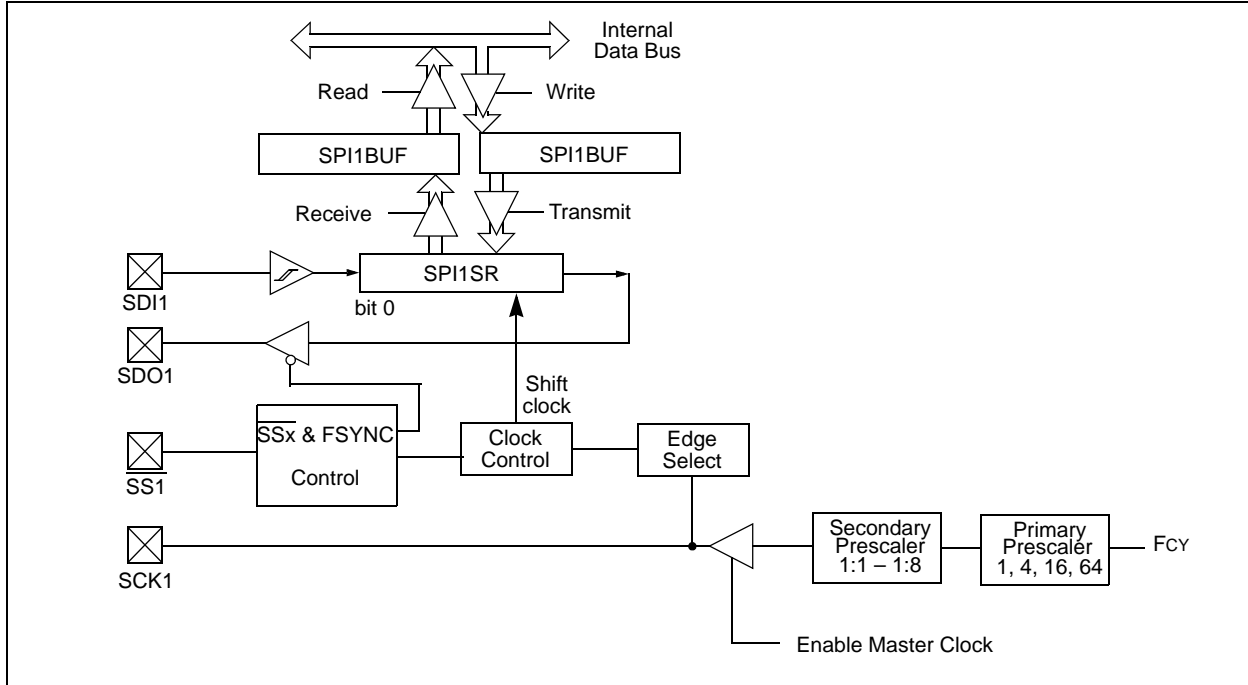 Internal
Data Bus
Read
Write
SPI1BUF
SPI1BUF
Receive
Transmit
SPI1SR
SDI1
bit 0
SDO1
Shift
clock
SSx & FSYNC
Control
Clock
Control
Edge
Select
SS1
SCK1
Secondary
Prescaler
1:1 – 1:8
Primary
Prescaler
1, 4, 16, 64
FCY
Enable Master Clock